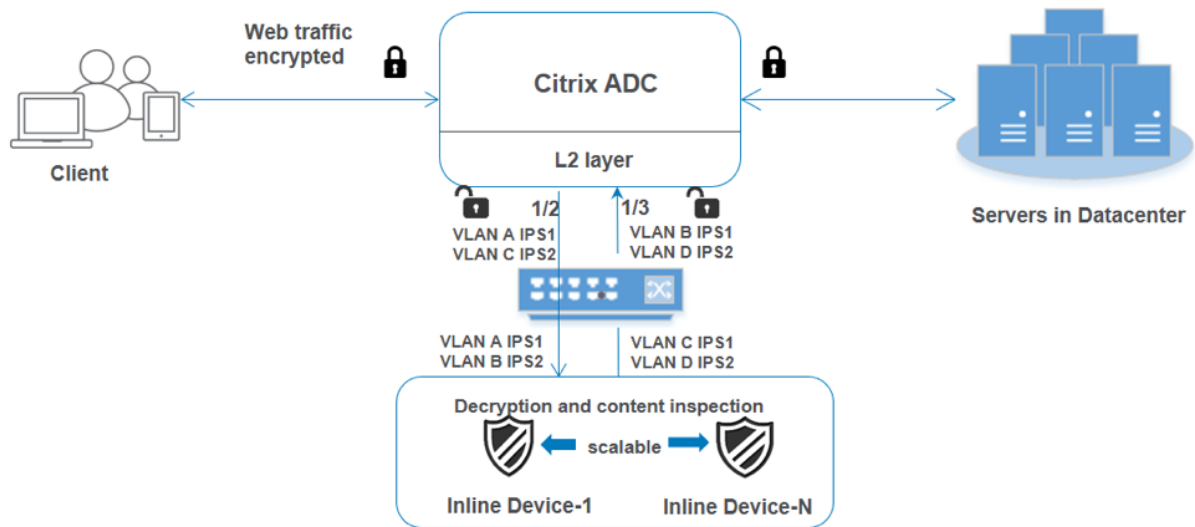 Web traffic
encrypted
Citrix ADC
L2 layer
Client
Servers in Datacenter
1/2
1/3
VLAN A IPS1
VLAN C IPS2
VLAN B IPS1
VLAN D IPS2
VLAN A IPS1
VLAN B IPS2
VLAN C IPS1
VLAN D IPS2
Decryption and content inspection
scalable
Inline Device-1
Inline Device-N